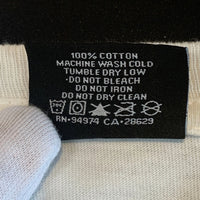 100% COTTON
MACHINE WASH COLD
TUMBLE DRY LOW
DO NOT BLEACH
DO NOT IRON
DO NOT DRY CLEAN
RN·94974 CA·28629